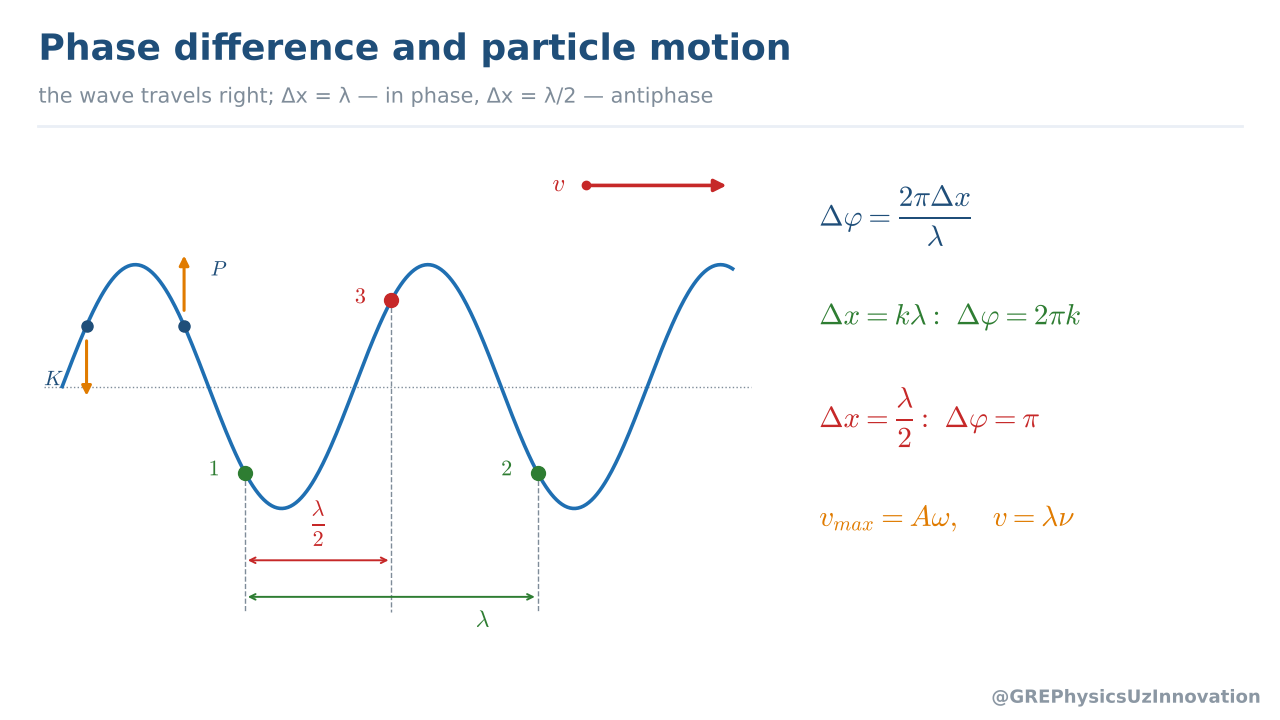 Phase difference and particle motion
the wave travels right; Δx = λ — in phase, Δx = λ/2 — antiphase
v
P
K
3
1
2
λ/2
λ
Δφ = 2πΔx/λ
Δx = kλ : Δφ = 2πk
Δx = λ/2 : Δφ = π
v_max = Aω, v = λν
@GREPhysicsUzInnovation